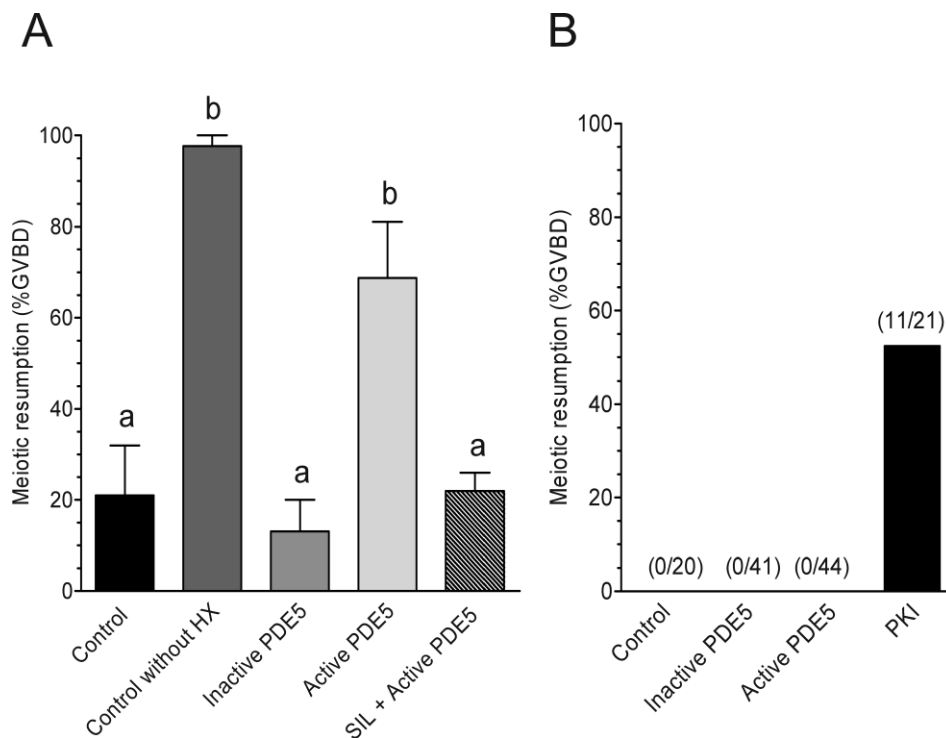 A
Meiotic resumption (%GVBD)
100
80
60
40
20
0
a
b
a
b
a
Control
Control without HX
Inactive PDE5
Active PDE5
SIL + Active PDE5
B
Meiotic resumption (%GVBD)
100
80
60
40
20
0
(0/20)
(0/41)
(0/44)
(11/21)
Control
Inactive PDE5
Active PDE5
PKI